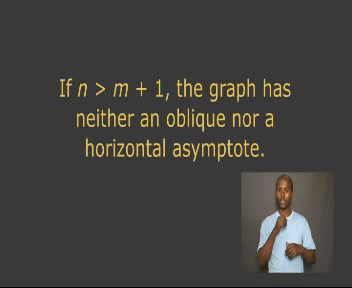 If n > m + 1, the graph has
neither an oblique nor a
horizontal asymptote.